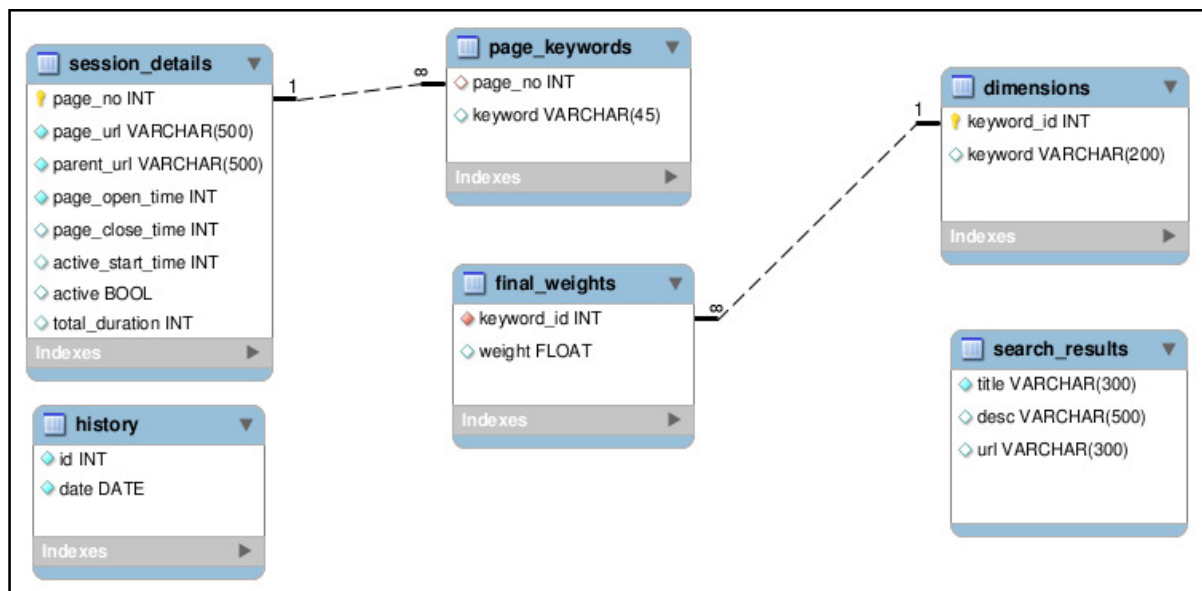 session_details
page_no INT
page_url VARCHAR(500)
parent_url VARCHAR(500)
page_open_time INT
page_close_time INT
active_start_time INT
active BOOL
total_duration INT
Indexes
1
∞
page_keywords
page_no INT
keyword VARCHAR(45)
Indexes
dimensions
keyword_id INT
keyword VARCHAR(200)
Indexes
1
∞
final_weights
keyword_id INT
weight FLOAT
Indexes
search_results
title VARCHAR(300)
desc VARCHAR(500)
url VARCHAR(300)
history
id INT
date DATE
Indexes